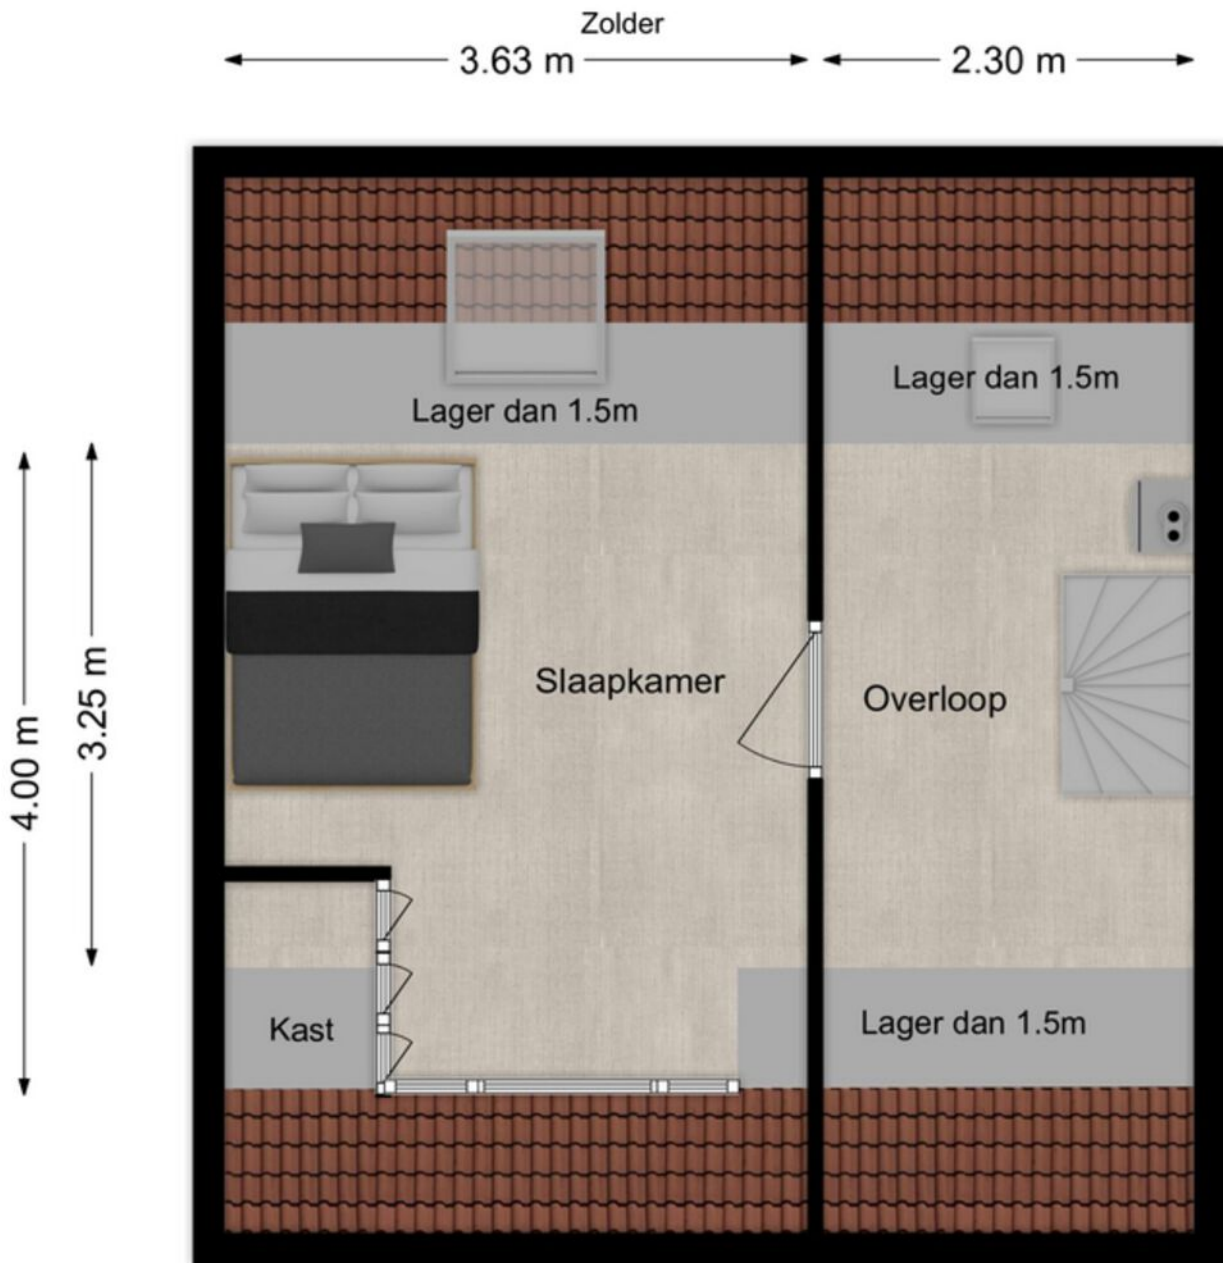 Zolder
3.63 m
2.30 m
Lager dan 1.5m
Lager dan 1.5m
4.00 m
3.25 m
Slaapkamer
Overloop
Kast
Lager dan 1.5m